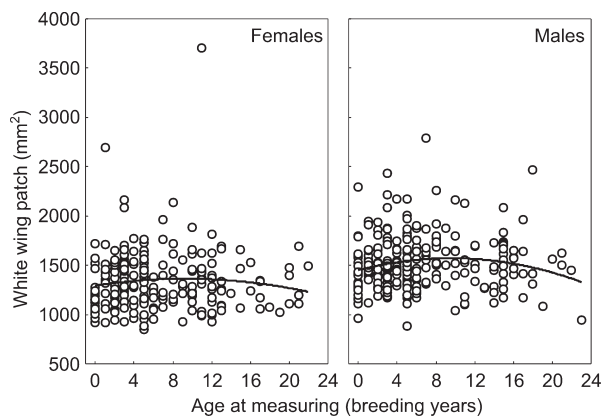 4000
3500
3000
2500
2000
1500
1000
500
White wing patch (mm²)
Females
Males
0 4 8 12 16 20 24
0 4 8 12 16 20 24
Age at measuring (breeding years)